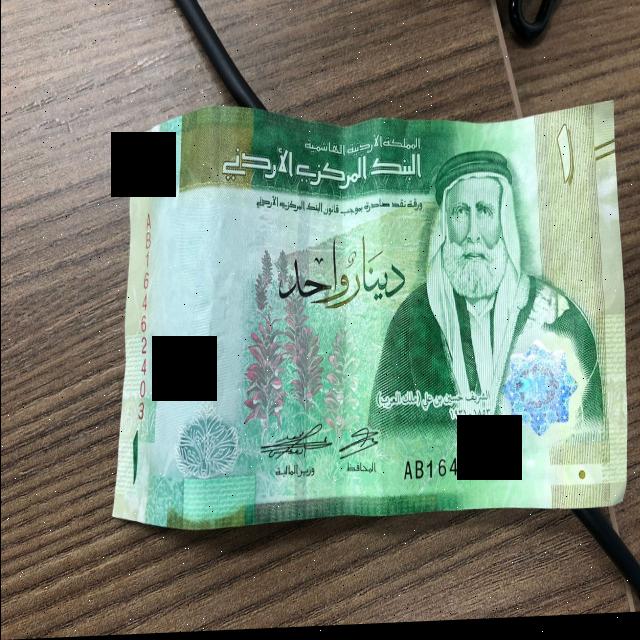 المملكة الأردنية الهاشمية
البنك المركزي الأردني
ورقة نقد صادرة بموجب قانون البنك المركزي الأردني
دينار واحد
الشريف حسين بن علي (ملك العرب)
١٨٥٣-١٩٣١
المحافظ
وزير المالية
AB164
AB16462403
١
١